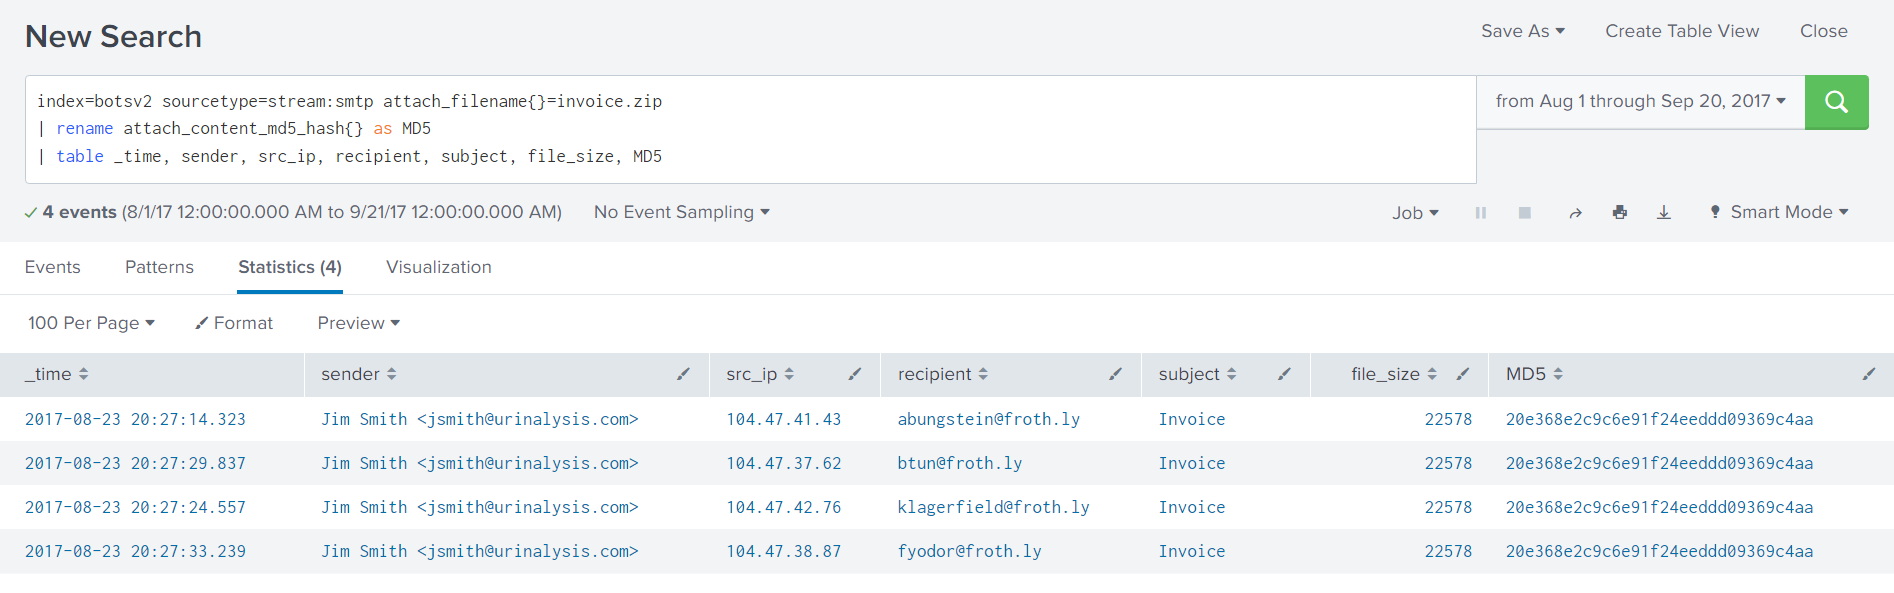 New Search
Save As Create Table View Close
index=botsv2 sourcetype=stream:smtp attach_filename{}=invoice.zip
| rename attach_content_md5_hash{} as MD5
| table _time, sender, src_ip, recipient, subject, file_size, MD5
from Aug 1 through Sep 20, 2017
4 events (8/1/17 12:00:00.000 AM to 9/21/17 12:00:00.000 AM) No Event Sampling Job Smart Mode
Events Patterns Statistics (4) Visualization
100 Per Page Format Preview
_time sender src_ip recipient subject file_size MD5
2017-08-23 20:27:14.323 Jim Smith <jsmith@urinalysis.com> 104.47.41.43 abungstein@froth.ly Invoice 22578 20e368e2c9c6e91f24eeddd09369c4aa
2017-08-23 20:27:29.837 Jim Smith <jsmith@urinalysis.com> 104.47.37.62 btun@froth.ly Invoice 22578 20e368e2c9c6e91f24eeddd09369c4aa
2017-08-23 20:27:24.557 Jim Smith <jsmith@urinalysis.com> 104.47.42.76 klagerfield@froth.ly Invoice 22578 20e368e2c9c6e91f24eeddd09369c4aa
2017-08-23 20:27:33.239 Jim Smith <jsmith@urinalysis.com> 104.47.38.87 fyodor@froth.ly Invoice 22578 20e368e2c9c6e91f24eeddd09369c4aa